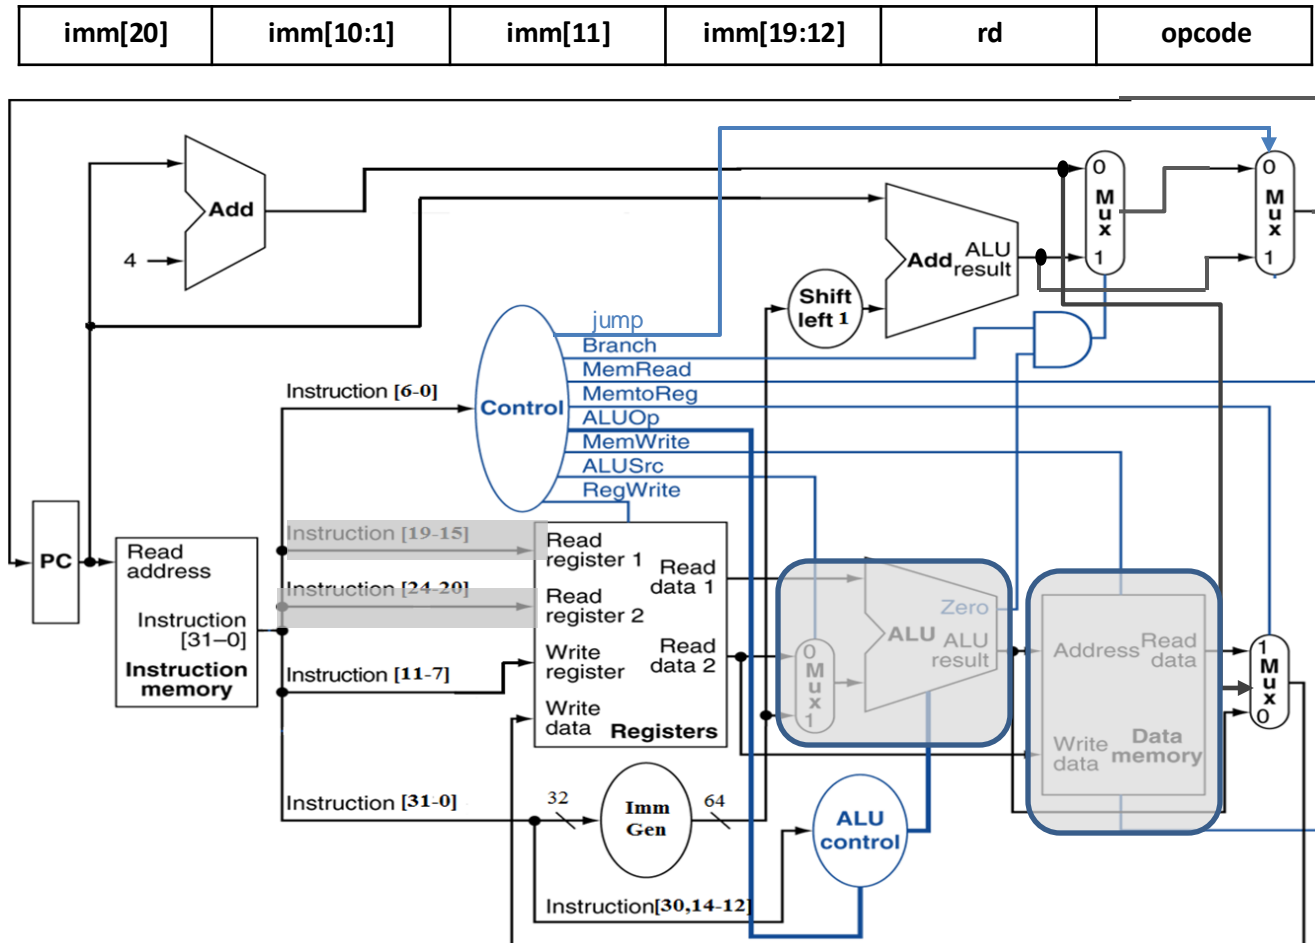 imm[20] imm[10:1] imm[11] imm[19:12] rd opcode
Add
4
Add ALU
result
Shift
left 1
0
M
u
x
1
0
M
u
x
1
jump
Branch
MemRead
MemtoReg
ALUOp
MemWrite
ALUSrc
RegWrite
Control
Instruction [6-0]
Instruction [19-15]
Instruction [24-20]
Instruction [11-7]
Instruction [31-0]
PC
Read
address
Instruction
[31–0]
Instruction
memory
Read
register 1
Read
register 2
Write
register
Write
data
Read
data 1
Read
data 2
Registers
0
M
u
x
1
Zero
ALU ALU
result
Address
Read
data
Write
data
Data
memory
1
M
u
x
0
32
Imm
Gen
64
ALU
control
Instruction[30,14-12]